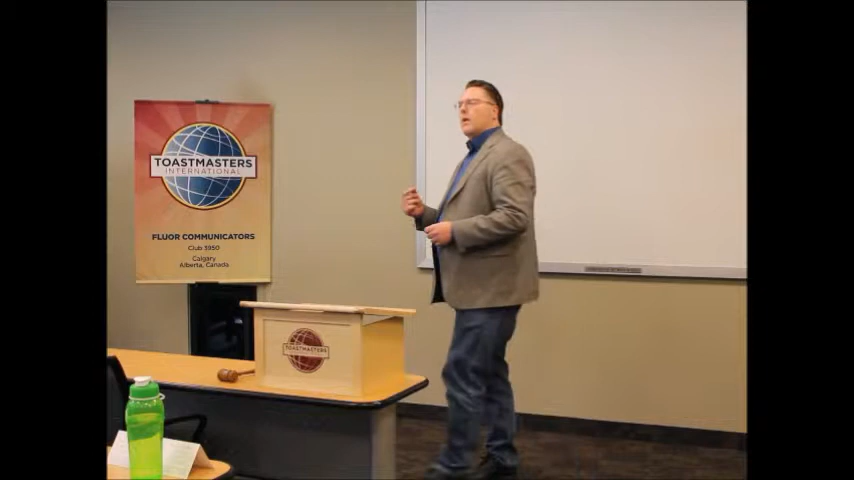 TOASTMASTERS
INTERNATIONAL
FLUOR COMMUNICATORS
Club 3950
Calgary
Alberta, Canada
TOASTMASTERS